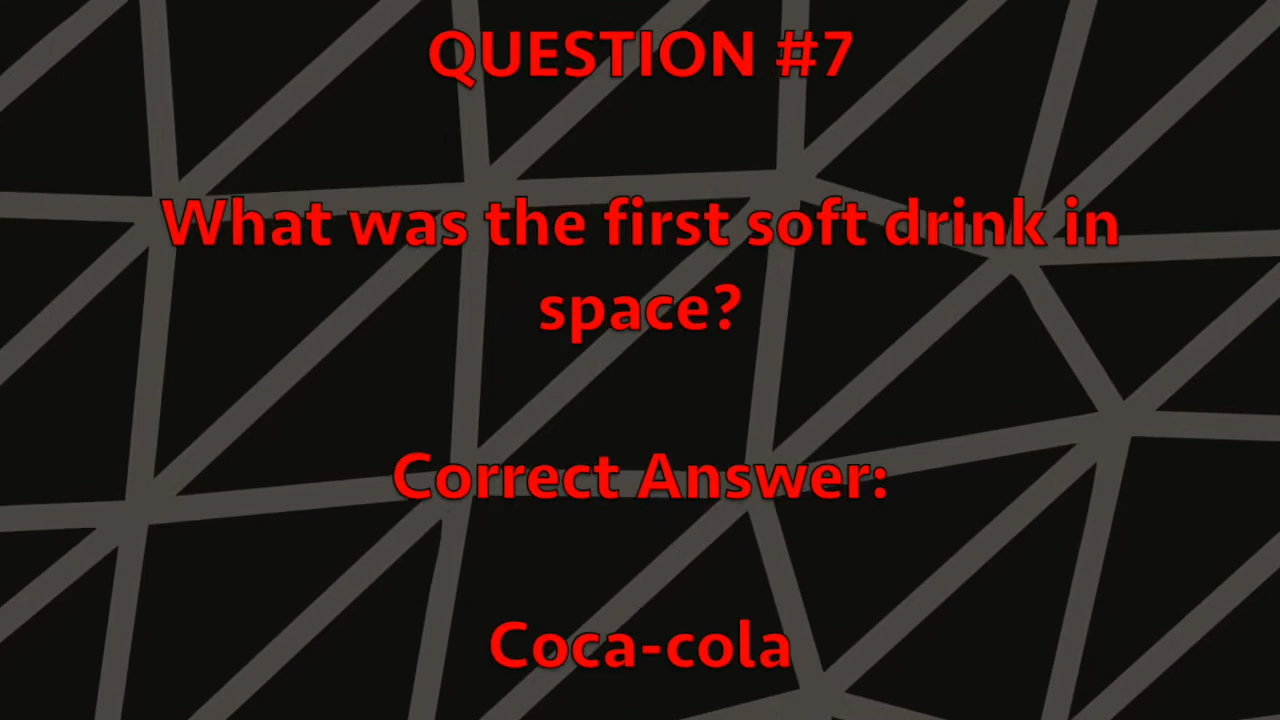 QUESTION #7
What was the first soft drink in
space?
Correct Answer:
Coca-cola